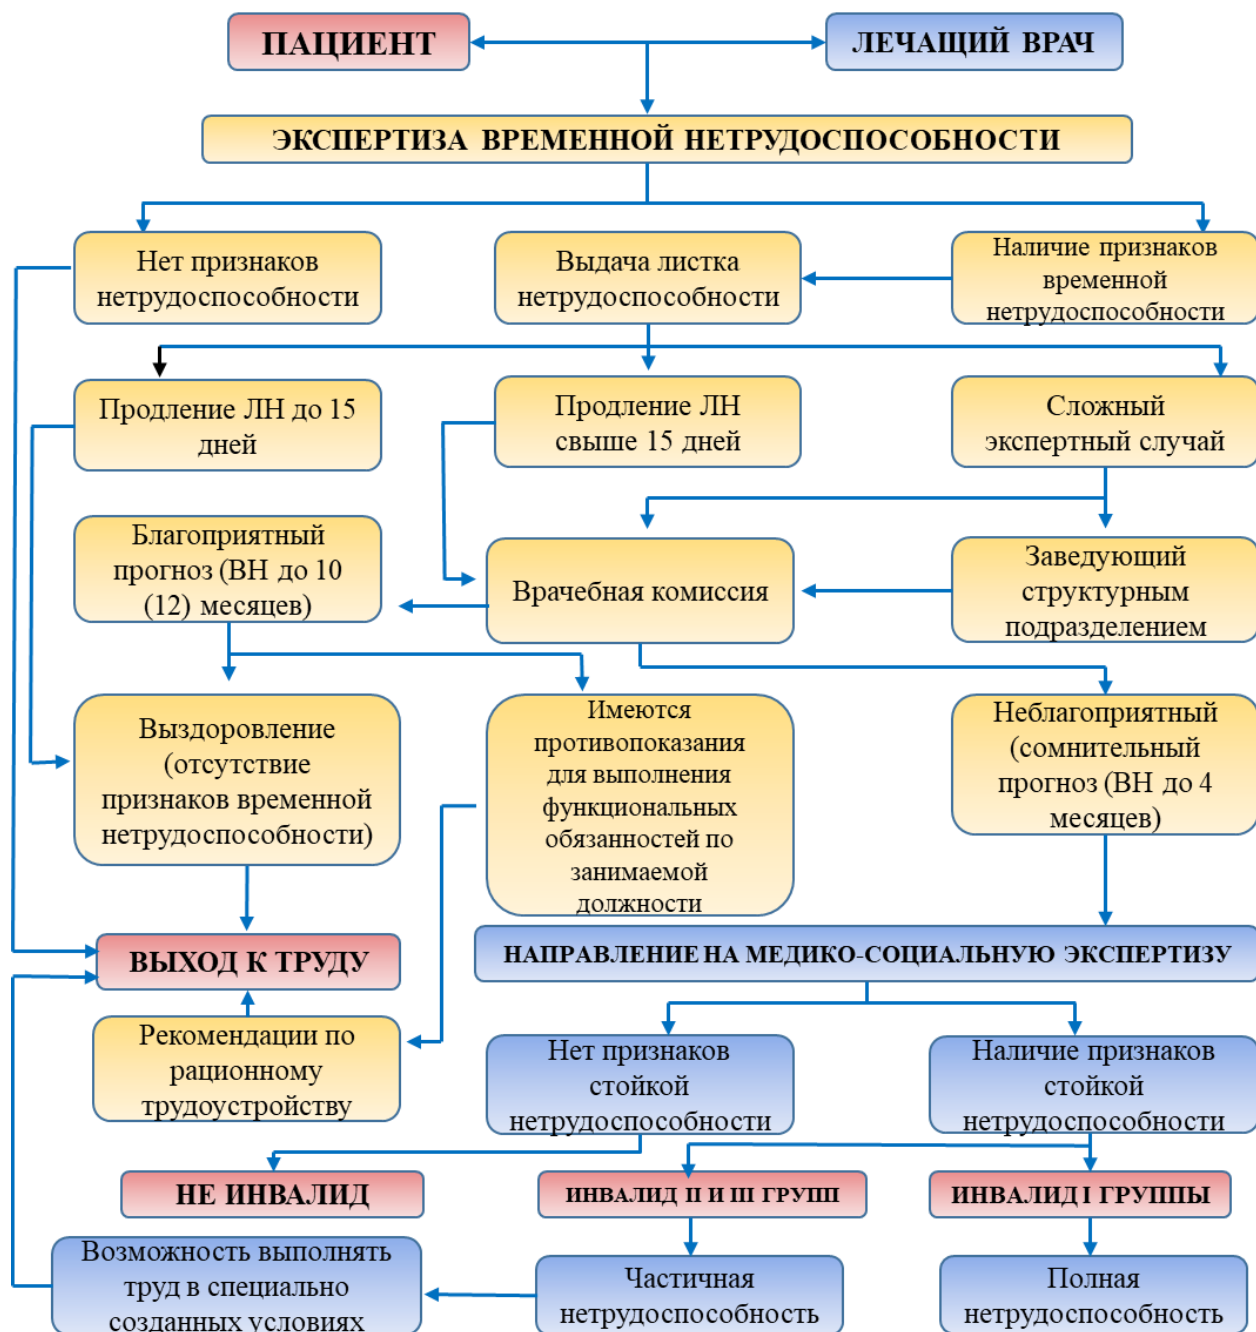 ПАЦИЕНТ
ЛЕЧАЩИЙ ВРАЧ
ЭКСПЕРТИЗА ВРЕМЕННОЙ НЕТРУДОСПОСОБНОСТИ
Нет признаков
нетрудоспособности
Выдача листка
нетрудоспособности
Наличие признаков
временной
нетрудоспособности
Продление ЛН до 15
дней
Продление ЛН
свыше 15 дней
Сложный
экспертный случай
Благоприятный
прогноз (ВН до 10
(12) месяцев)
Врачебная комиссия
Заведующий
структурным
подразделением
Выздоровление
(отсутствие
признаков временной
нетрудоспособности)
Имеются
противопоказания
для выполнения
функциональных
обязанностей по
занимаемой
должности
Неблагоприятный
(сомнительный
прогноз (ВН до 4
месяцев)
ВЫХОД К ТРУДУ
НАПРАВЛЕНИЕ НА МЕДИКО-СОЦИАЛЬНУЮ ЭКСПЕРТИЗУ
Рекомендации по
рационному
трудоустройству
Нет признаков
стойкой
нетрудоспособности
Наличие признаков
стойкой
нетрудоспособности
НЕ ИНВАЛИД
ИНВАЛИД II И III ГРУПП
ИНВАЛИД I ГРУППЫ
Возможность выполнять
труд в специально
созданных условиях
Частичная
нетрудоспособность
Полная
нетрудоспособность